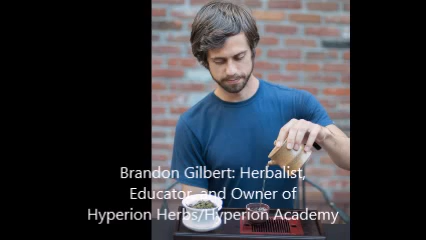 Brandon Gilbert: Herbalist,
Educator, and Owner of
Hyperion Herbs/Hyperion Academy